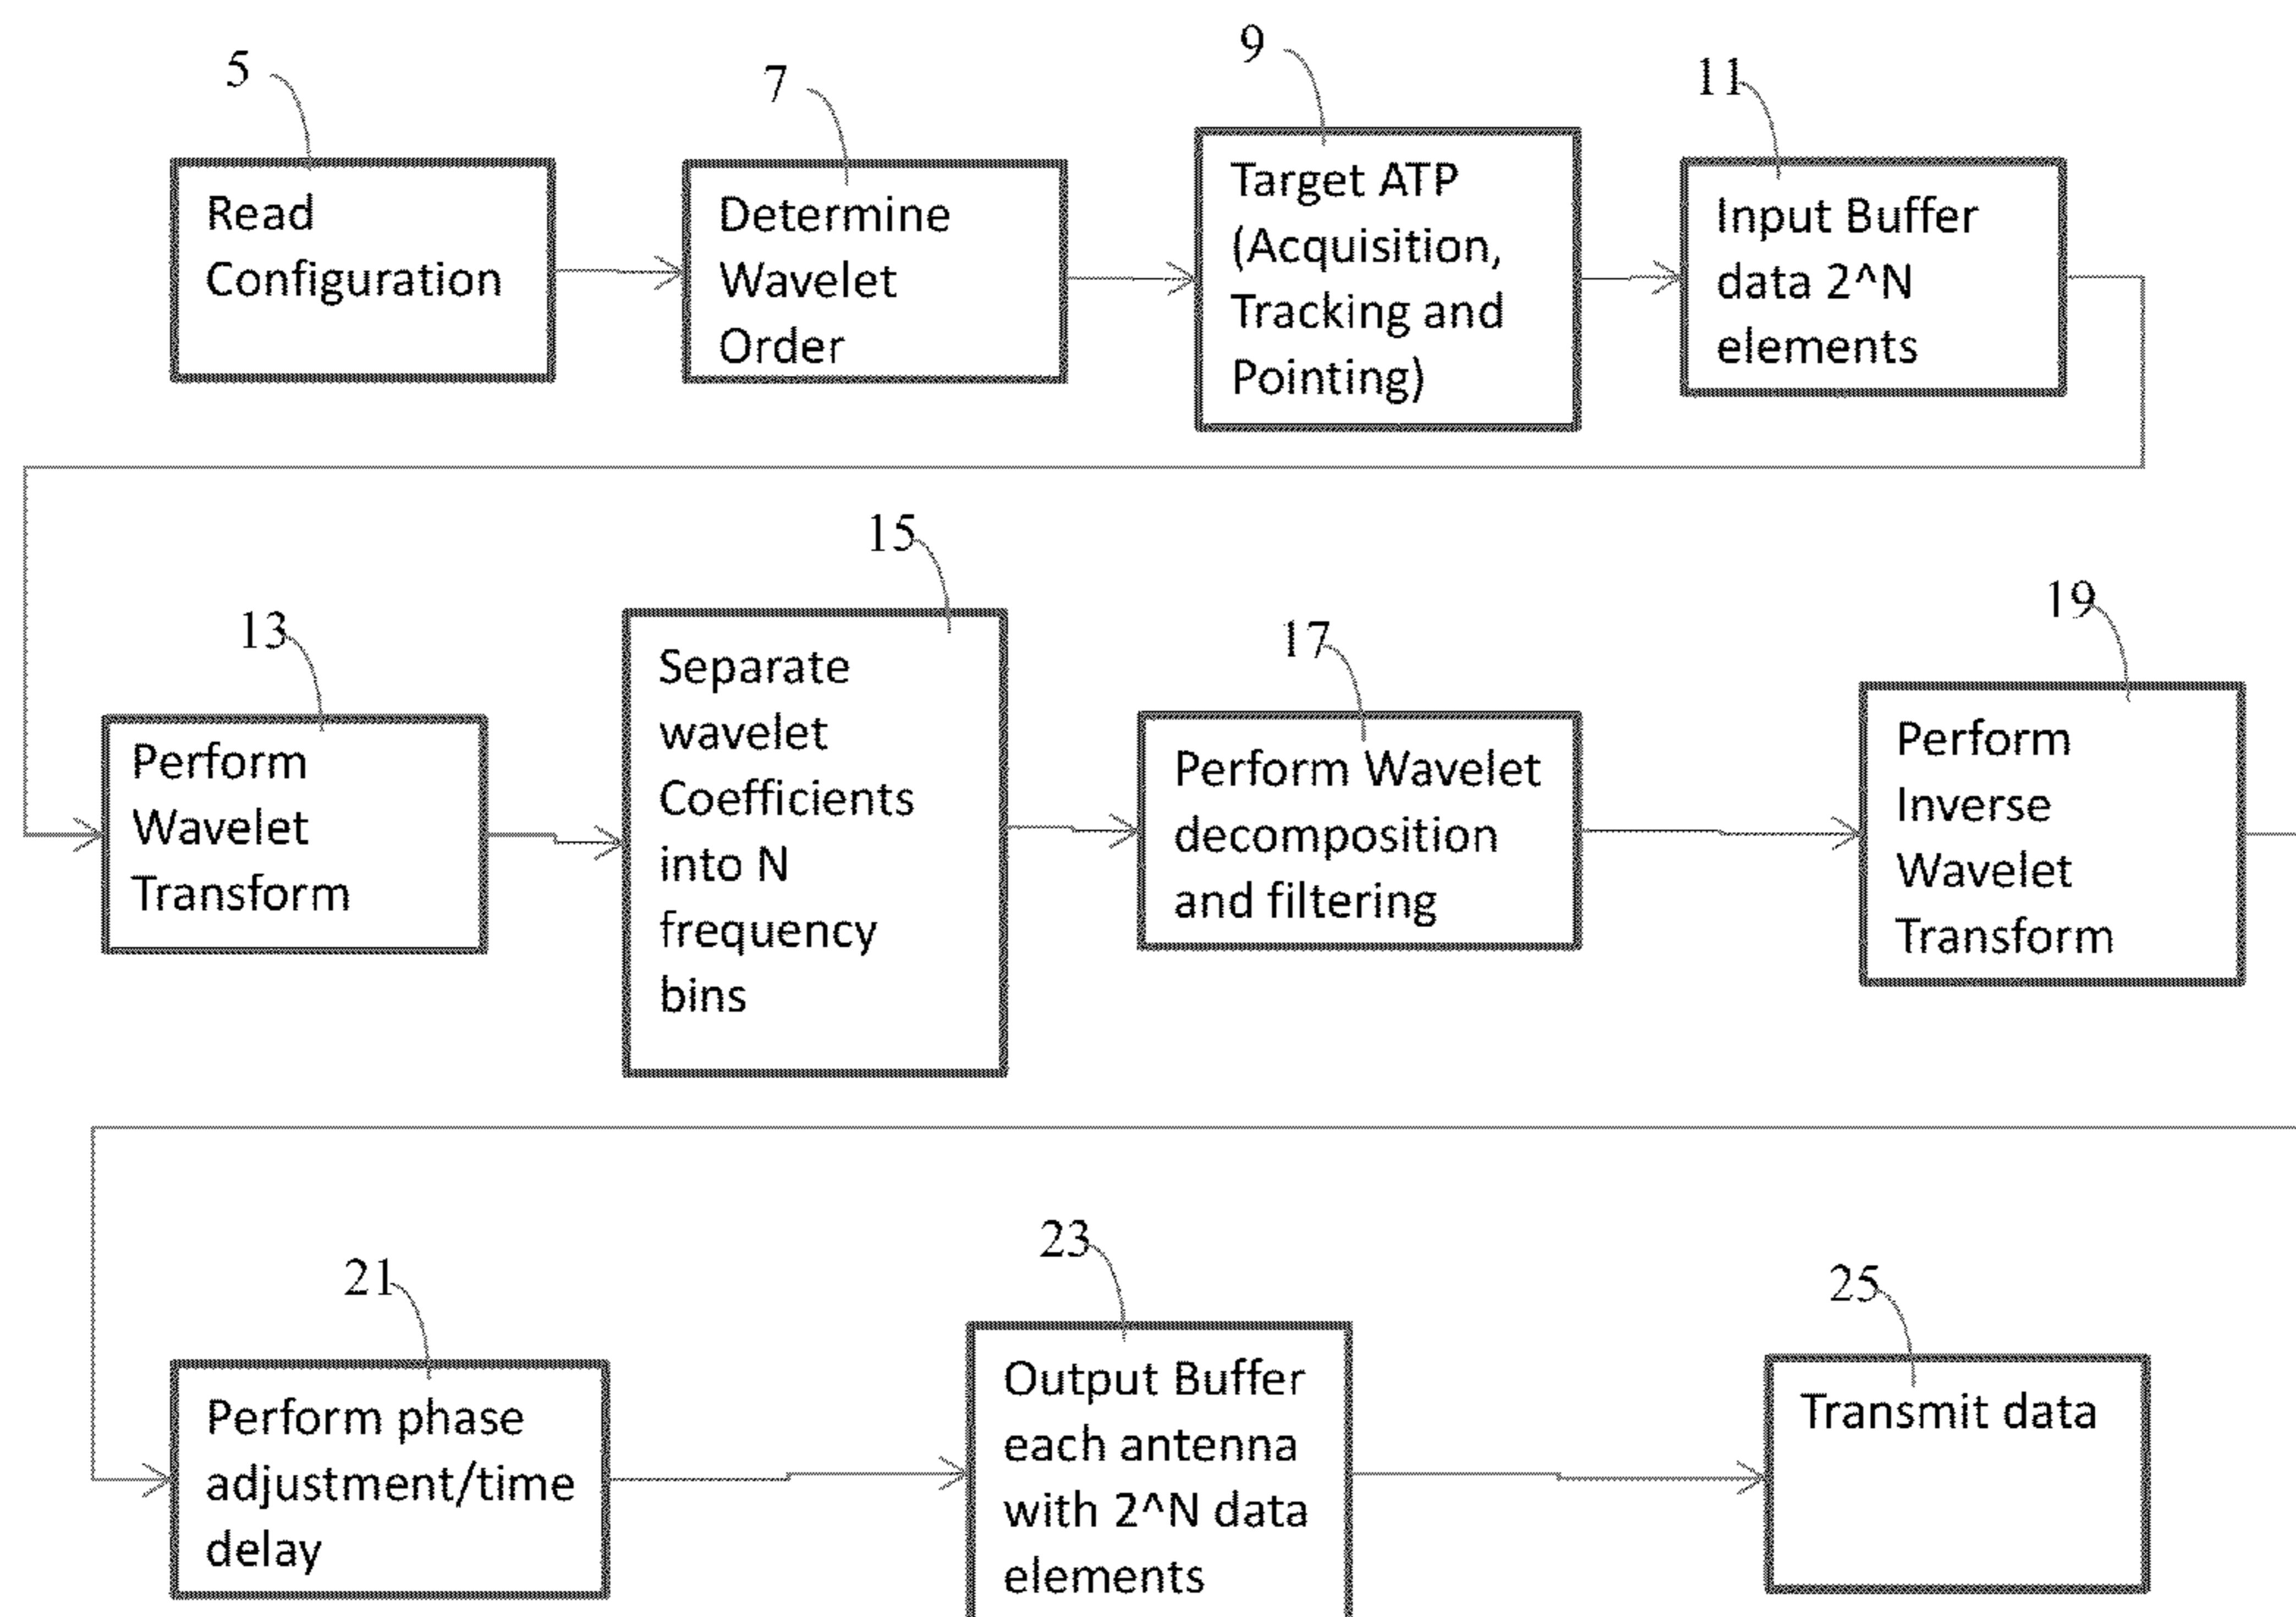 5
Read
Configuration
7
Determine
Wavelet
Order
9
Target ATP
(Acquisition,
Tracking and
Pointing)
11
Input Buffer
data 2^N
elements
13
Perform
Wavelet
Transform
15
Separate
wavelet
Coefficients
into N
frequency
bins
17
Perform Wavelet
decomposition
and filtering
19
Perform
Inverse
Wavelet
Transform
21
Perform phase
adjustment/time
delay
23
Output Buffer
each antenna
with 2^N data
elements
25
Transmit data